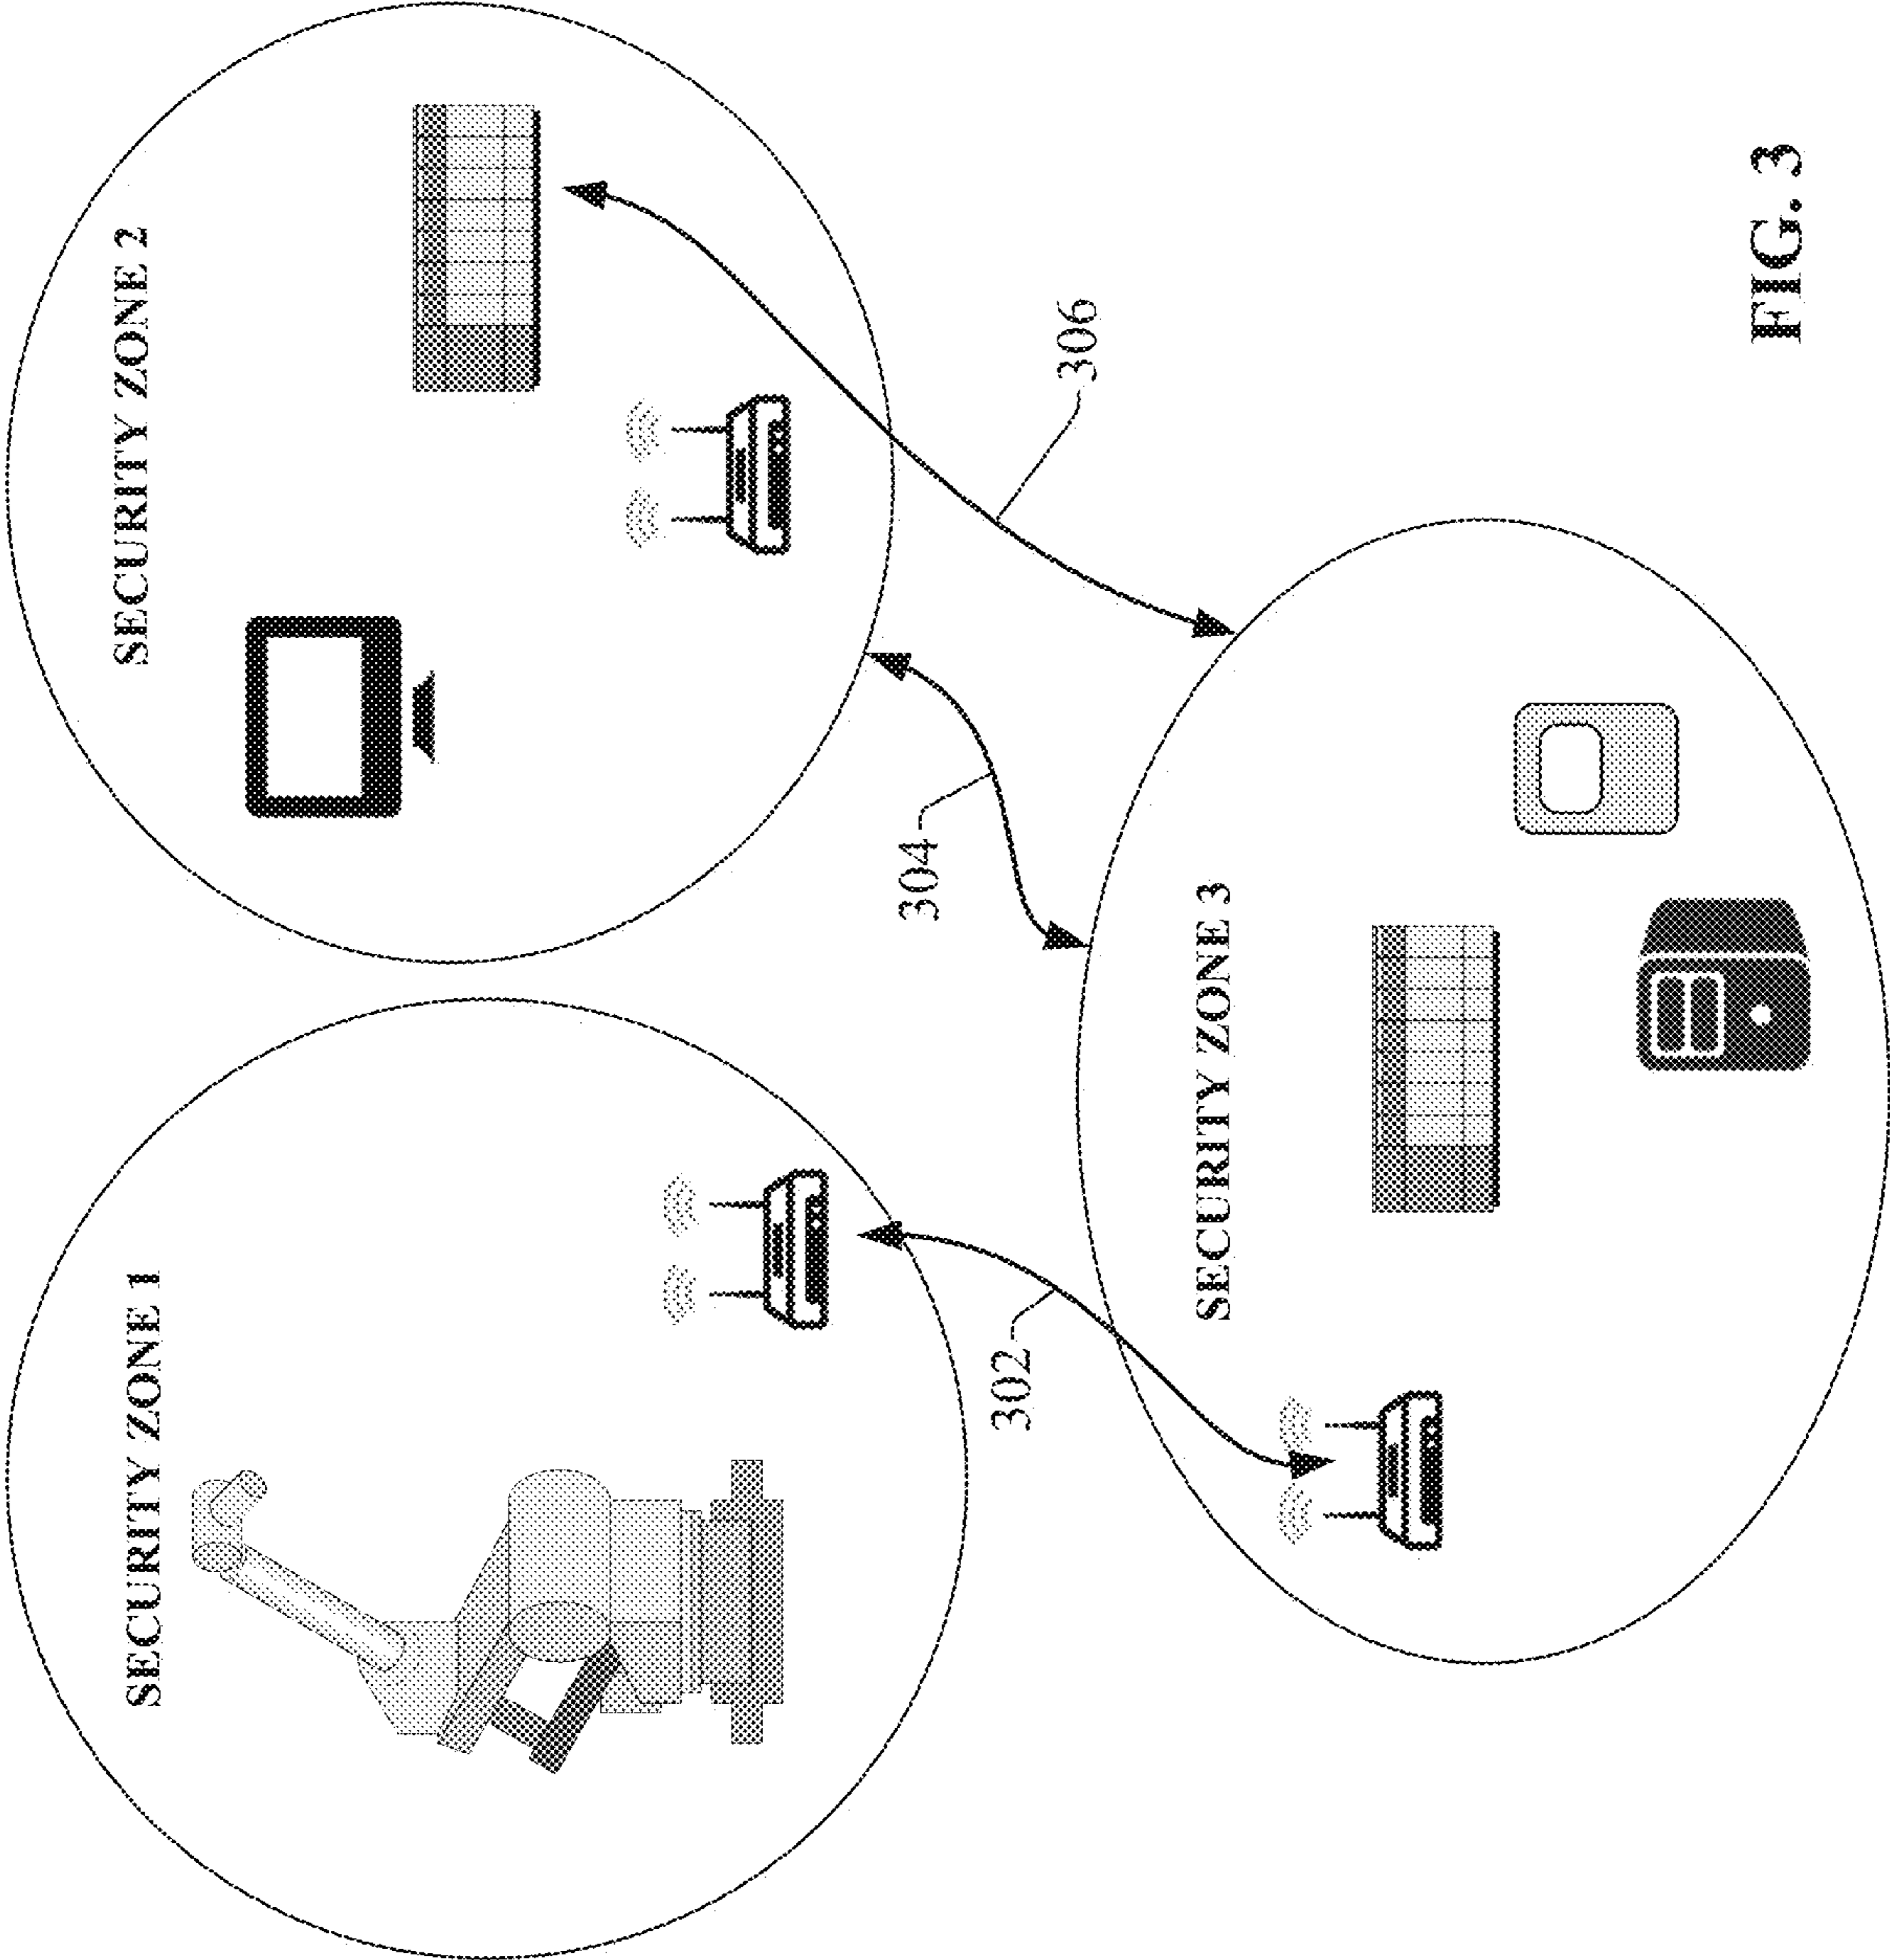 SECURITY ZONE 1
SECURITY ZONE 2
302
304
306
SECURITY ZONE 3
FIG. 3